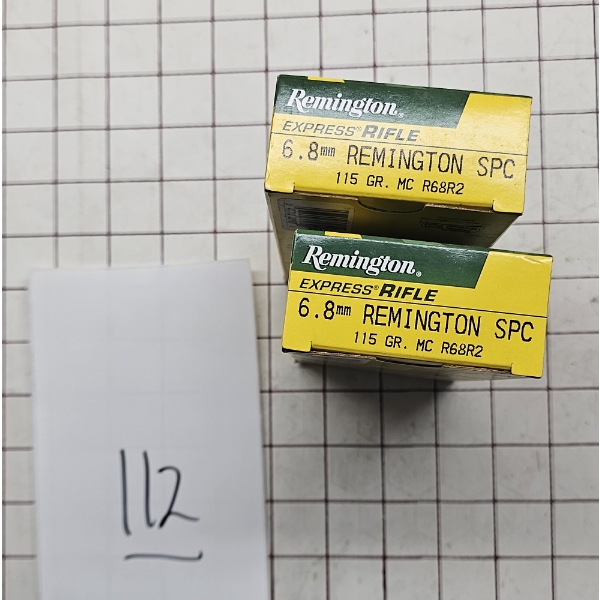 Remington®
EXPRESS® RIFLE
6.8mm REMINGTON SPC
115 GR. MC R68R2
Remington®
EXPRESS® RIFLE
6.8mm REMINGTON SPC
115 GR. MC R68R2
112